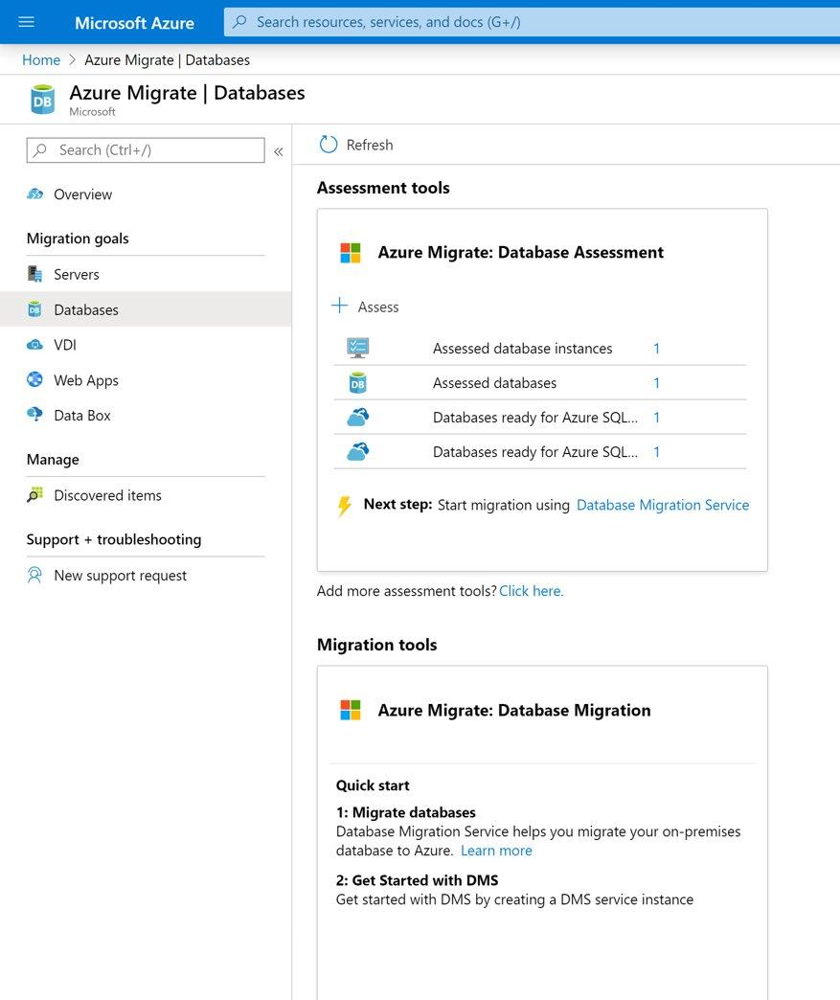 Microsoft Azure
Search resources, services, and docs (G+/)
Home > Azure Migrate | Databases
DB
Azure Migrate | Databases
Microsoft
Search (Ctrl+/)
«
Overview
Migration goals
Servers
DB Databases
VDI
Web Apps
Data Box
Manage
Discovered items
Support + troubleshooting
New support request
Refresh
Assessment tools
Azure Migrate: Database Assessment
+ Assess
Assessed database instances 1
DB Assessed databases 1
Databases ready for Azure SQL... 1
Databases ready for Azure SQL... 1
Next step: Start migration using Database Migration Service
Add more assessment tools? Click here.
Migration tools
Azure Migrate: Database Migration
Quick start
1: Migrate databases
Database Migration Service helps you migrate your on-premises
database to Azure. Learn more
2: Get Started with DMS
Get started with DMS by creating a DMS service instance